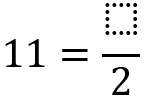 11 = ⬚/2